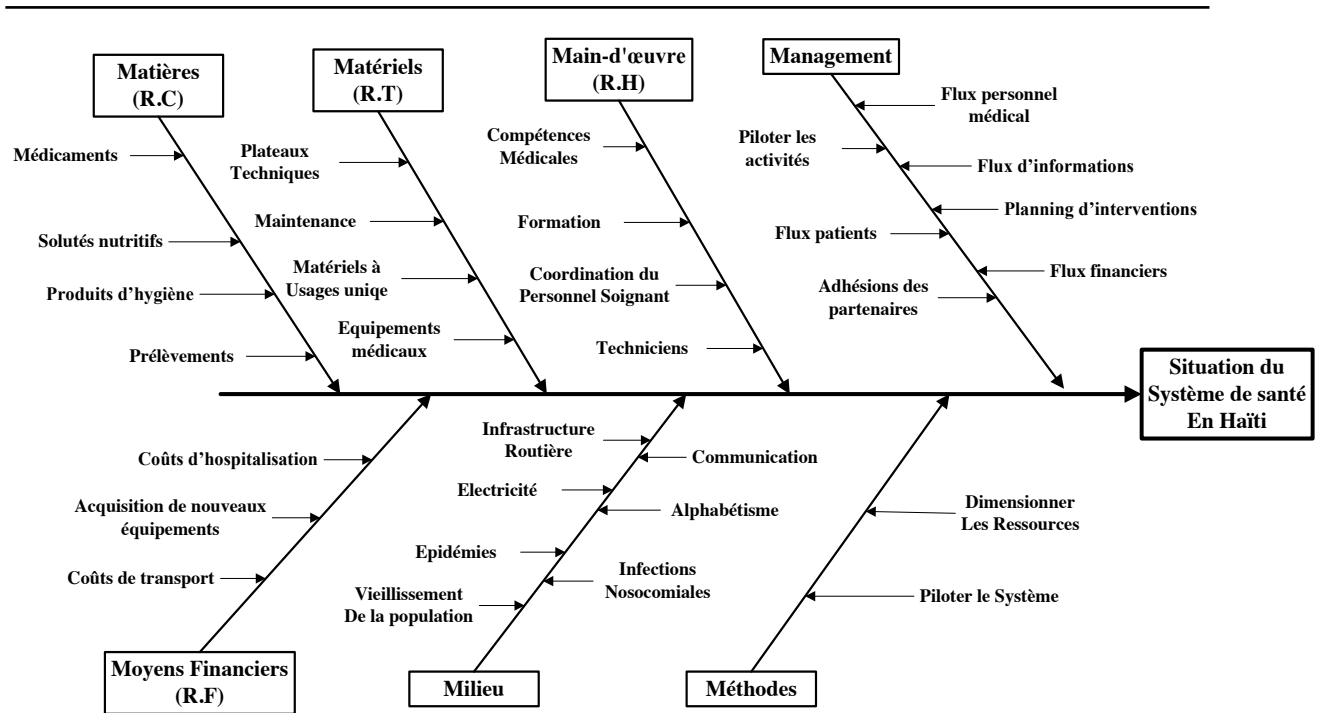 Matières
(R.C)
Matériels
(R.T)
Main-d'œuvre
(R.H)
Management
Médicaments
Solutés nutritifs
Produits d’hygiène
Prélèvements
Plateaux
Techniques
Maintenance
Matériels à
Usages uniqe
Equipements
médicaux
Compétences
Médicales
Formation
Coordination du
Personnel Soignant
Techniciens
Flux personnel
médical
Piloter les
activités
Flux d’informations
Planning d’interventions
Flux patients
Flux financiers
Adhésions des
partenaires
Situation du
Système de santé
En Haïti
Coûts d’hospitalisation
Acquisition de nouveaux
équipements
Coûts de transport
Infrastructure
Routière
Communication
Electricité
Alphabétisme
Epidémies
Infections
Nosocomiales
Vieillissement
De la population
Dimensionner
Les Ressources
Piloter le Système
Moyens Financiers
(R.F)
Milieu
Méthodes